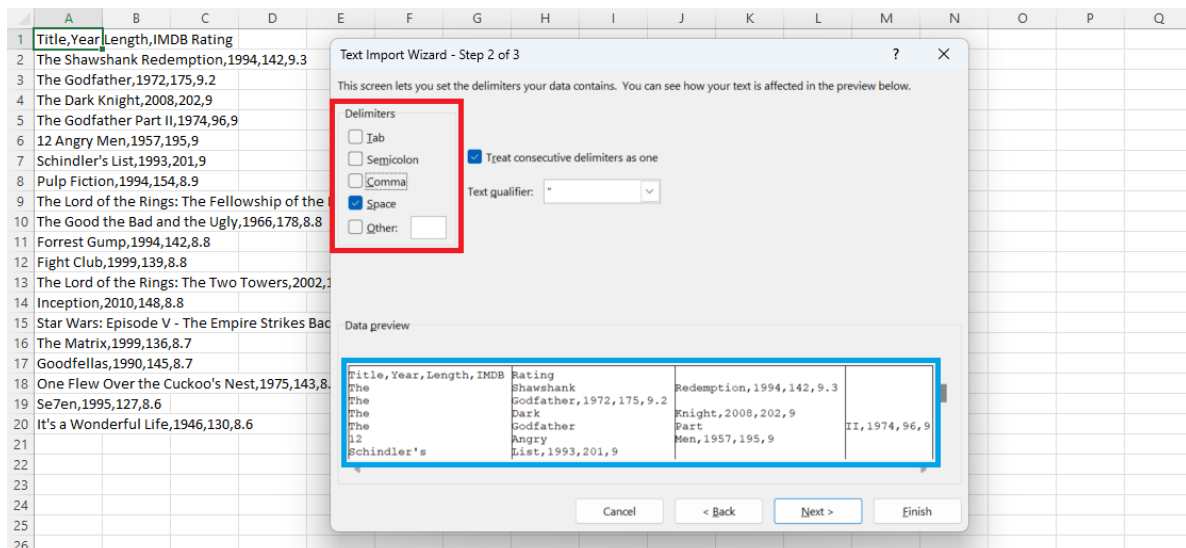 A B C D E F G H I J K L M N O P Q
1 Title,Year,Length,IMDB Rating
2 The Shawshank Redemption,1994,142,9.3
3 The Godfather,1972,175,9.2
4 The Dark Knight,2008,202,9
5 The Godfather Part II,1974,96,9
6 12 Angry Men,1957,195,9
7 Schindler's List,1993,201,9
8 Pulp Fiction,1994,154,8.9
9 The Lord of the Rings: The Fellowship of the
10 The Good the Bad and the Ugly,1966,178,8.8
11 Forrest Gump,1994,142,8.8
12 Fight Club,1999,139,8.8
13 The Lord of the Rings: The Two Towers,2002,1
14 Inception,2010,148,8.8
15 Star Wars: Episode V - The Empire Strikes Bac
16 The Matrix,1999,136,8.7
17 Goodfellas,1990,145,8.7
18 One Flew Over the Cuckoo's Nest,1975,143,8.
19 Se7en,1995,127,8.6
20 It's a Wonderful Life,1946,130,8.6
21
22
23
24
25
26
Text Import Wizard - Step 2 of 3 ?
This screen lets you set the delimiters your data contains. You can see how your text is affected in the preview below.
Delimiters
Tab
Semicolon
Comma
Space
Other:
Treat consecutive delimiters as one
Text qualifier: "
Data preview
Title,Year,Length,IMDB Rating
The Shawshank Redemption,1994,142,9.3
The Godfather,1972,175,9.2
The Dark Knight,2008,202,9
The Godfather Part II,1974,96,9
12 Angry Men,1957,195,9
Schindler's List,1993,201,9
Cancel < Back Next > Finish